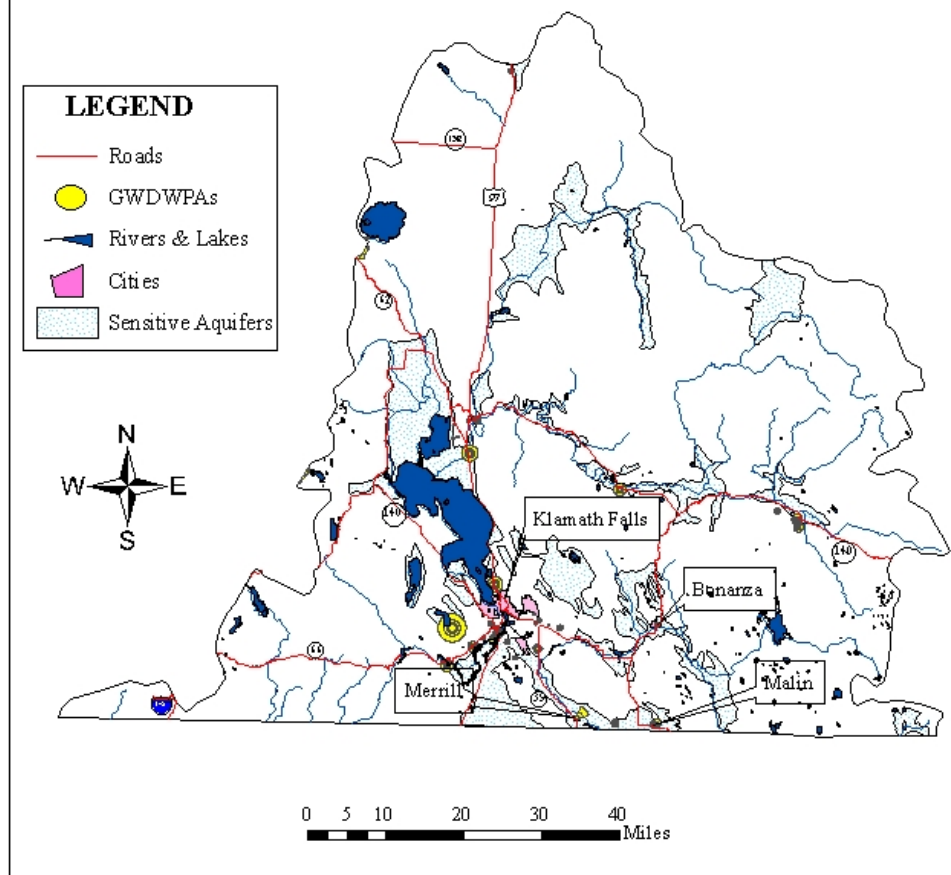 LEGEND
Roads
GWDWPAs
Rivers & Lakes
Cities
Sensitive Aquifers
138
97
62
N
W E
S
140
Klamath Falls
Bonanza
140
66
Merrill
39
Malin
0 5 10 20 30 40
Miles